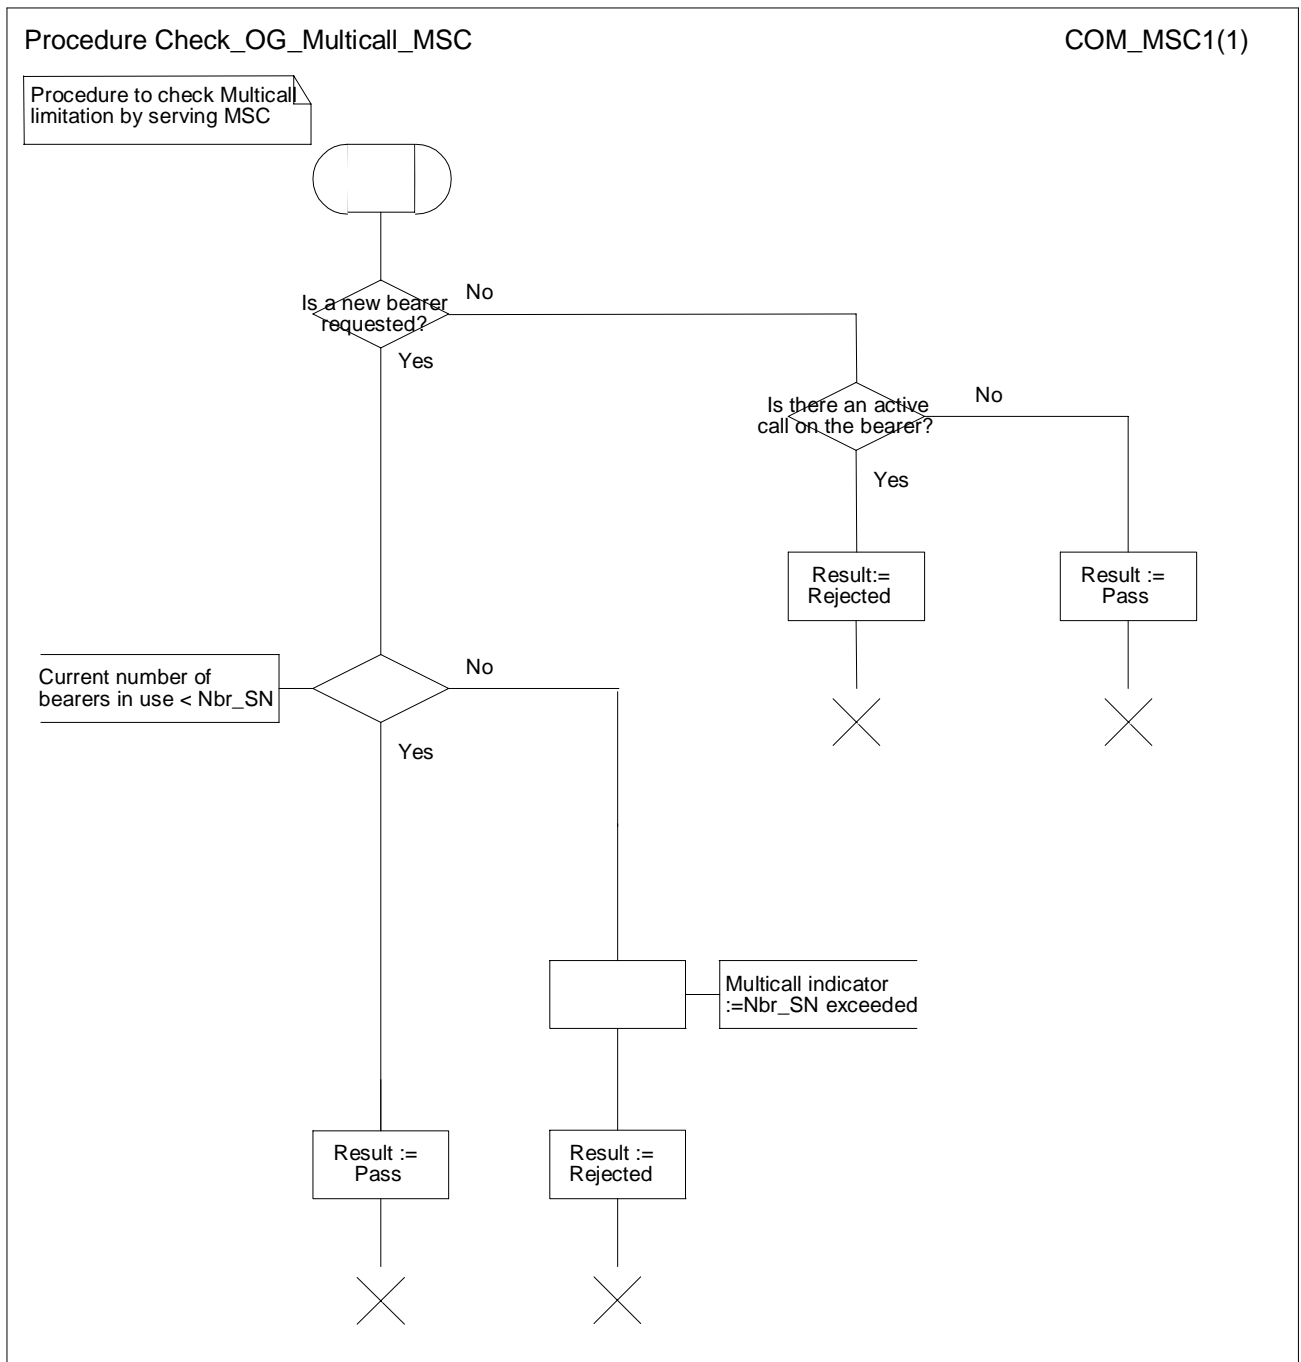 Procedure Check_OG_Multicall_MSC
COM_MSC1(1)
Procedure to check Multicall
limitation by serving MSC
Is a new bearer
requested?
No
Yes
Is there an active
call on the bearer?
No
Yes
Result:=
Rejected
Result :=
Pass
Current number of
bearers in use < Nbr_SN
No
Yes
Multicall indicator
:=Nbr_SN exceeded
Result :=
Pass
Result :=
Rejected